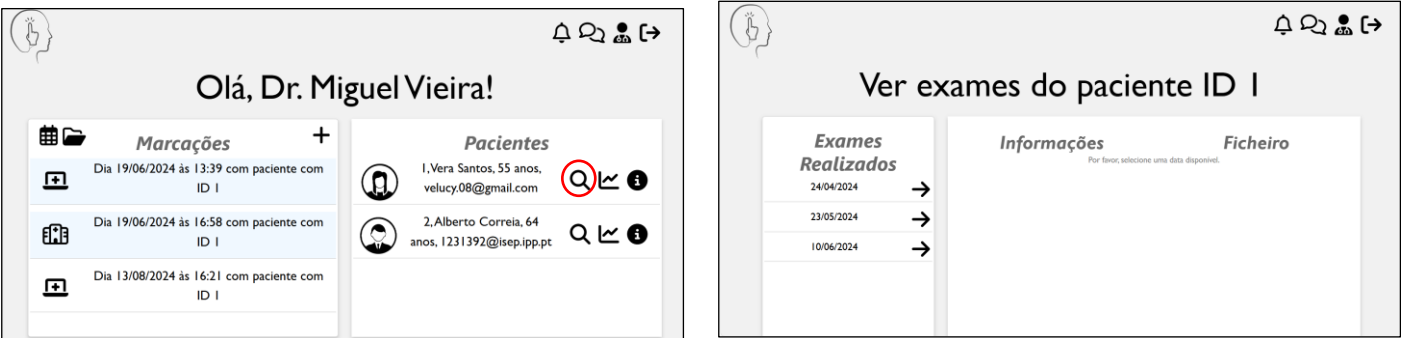 Olá, Dr. Miguel Vieira!
Marcações
Dia 19/06/2024 às 13:39 com paciente com
ID 1
Dia 19/06/2024 às 16:58 com paciente com
ID 1
Dia 13/08/2024 às 16:21 com paciente com
ID 1
Pacientes
1, Vera Santos, 55 anos,
velucy.08@gmail.com
2, Alberto Correia, 64
anos, 1231392@isep.ipp.pt
Ver exames do paciente ID 1
Exames
Realizados
24/04/2024
23/05/2024
10/06/2024
Informações
Ficheiro
Por favor, selecione uma data disponível.